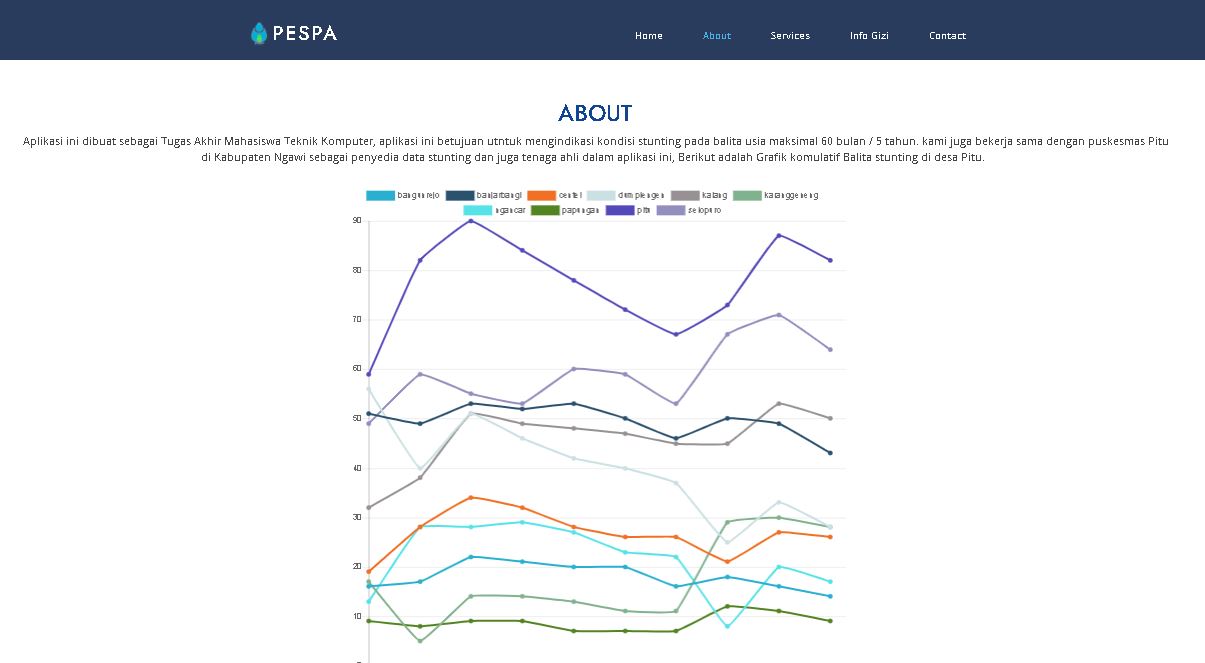 PESPA
Home About Services Info Gizi Contact
ABOUT
Aplikasi ini dibuat sebagai Tugas Akhir Mahasiswa Teknik Komputer, aplikasi ini betujuan utntuk mengindikasi kondisi stunting pada balita usia maksimal 60 bulan / 5 tahun. kami juga bekerja sama dengan puskesmas Pitu
di Kabupaten Ngawi sebagai penyedia data stunting dan juga tenaga ahli dalam aplikasi ini, Berikut adalah Grafik komulatif Balita stunting di desa Pitu.
bangunrejo banjarbangi cantel dumplengan kalang karanggeneng
ngancar papungan pitu selopuro
90
80
70
60
50
40
30
20
10